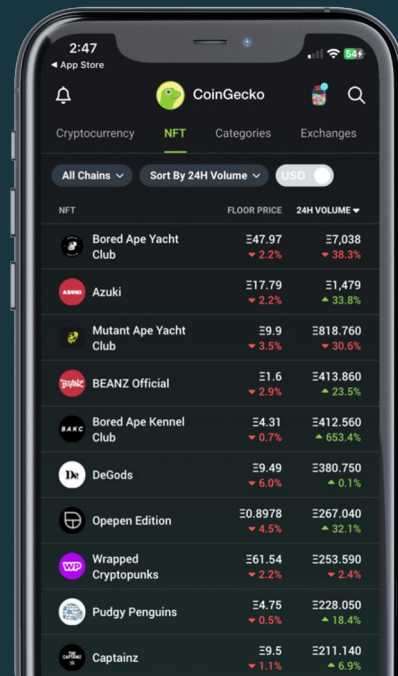 2:47
54
◀ App Store
CoinGecko
Cryptocurrency NFT Categories Exchanges
All Chains Sort By 24H Volume USD
NFT FLOOR PRICE 24H VOLUME ▼
Bored Ape Yacht Club Ξ47.97 Ξ7,038
▼ 2.2% ▼ 38.3%
AZUKI Azuki Ξ17.79 Ξ1,479
▼ 2.2% ▲ 33.8%
Mutant Ape Yacht Club Ξ9.9 Ξ818.760
▼ 3.5% ▼ 30.6%
BEANZ BEANZ Official Ξ1.6 Ξ413.860
▼ 2.9% ▲ 23.5%
BAKC Bored Ape Kennel Club Ξ4.31 Ξ412.560
▼ 0.7% ▲ 653.4%
De DeGods Ξ9.49 Ξ380.750
▼ 6.0% ▲ 0.1%
Opepen Edition Ξ0.8978 Ξ267.040
▼ 4.5% ▲ 32.1%
WP Wrapped Cryptopunks Ξ61.54 Ξ253.590
▼ 2.2% ▼ 2.4%
Pudgy Penguins Ξ4.75 Ξ228.050
▼ 0.5% ▲ 18.4%
THE CAPTAINZ Captainz Ξ9.5 Ξ211.140
▼ 1.1% ▲ 6.9%